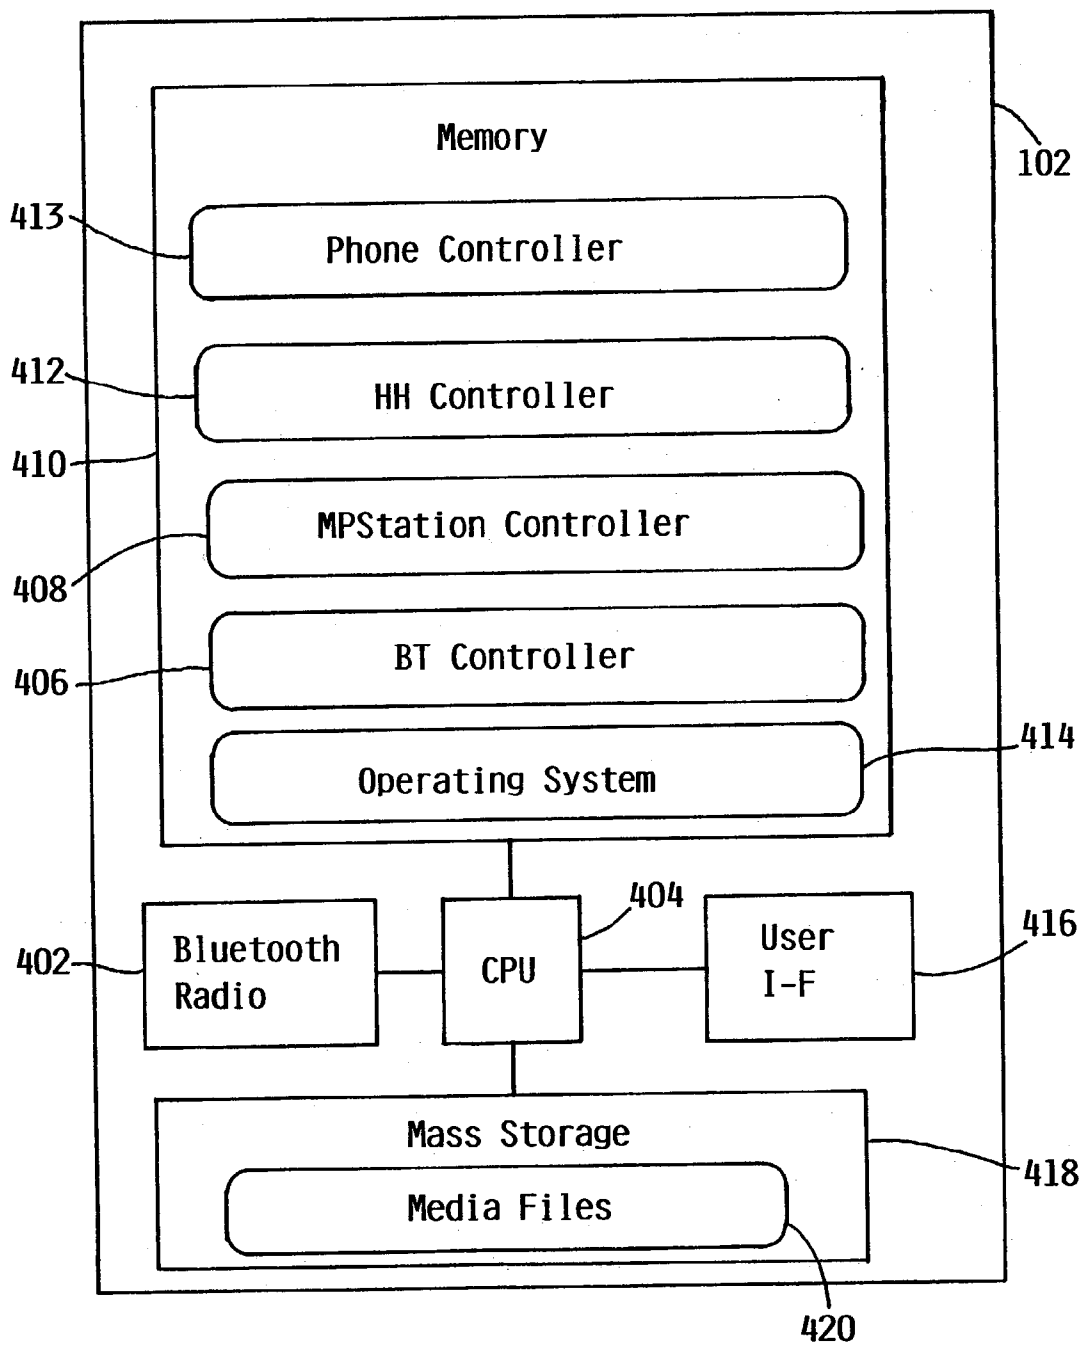 Memory
102
413
Phone Controller
412
HH Controller
410
MPStation Controller
408
BT Controller
406
414
Operating System
404
416
402
Bluetooth
Radio
CPU
User
I-F
Mass Storage
418
Media Files
420